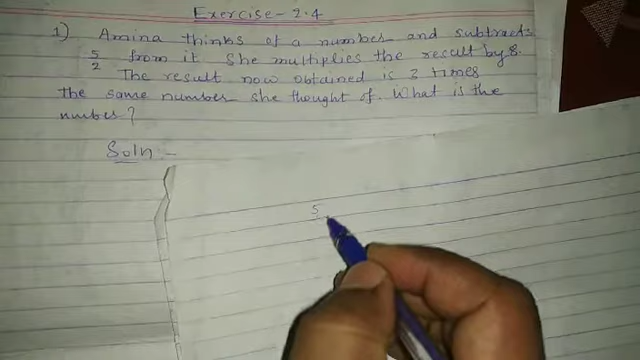 Exercise - 2.4
1) Amina thinks of a number and subtracts
5/2 from it she multiplies the result by 8.
The result now obtained is 3 times
the same number she thought of. What is the
number?
Soln:-
5